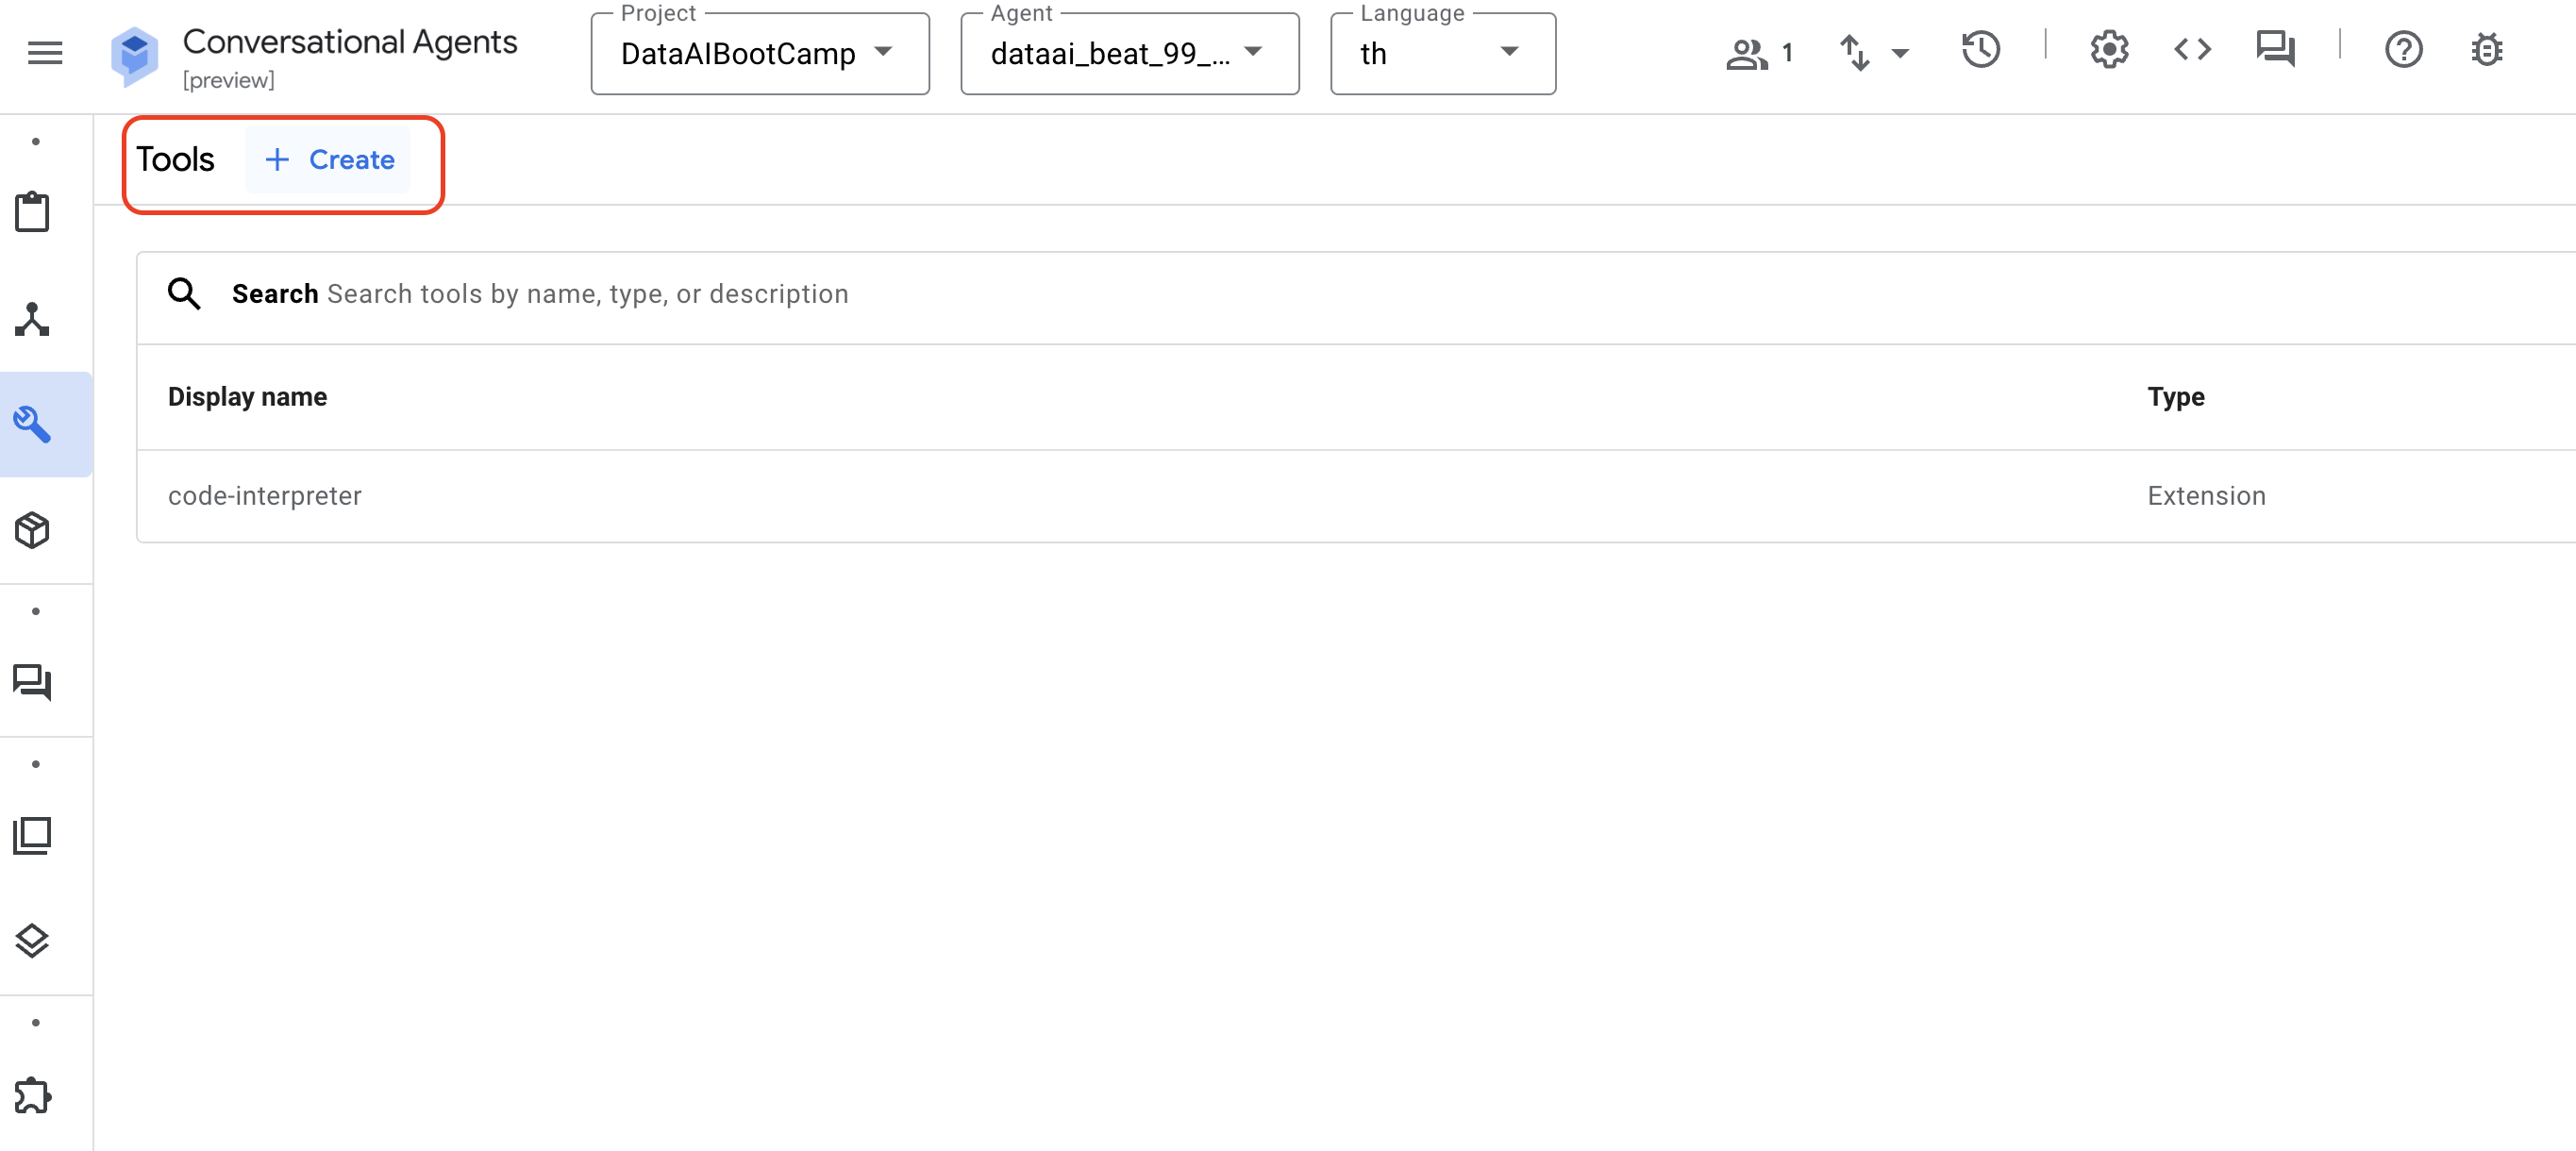 Conversational Agents
[preview]
Project
DataAIBootCamp
Agent
dataai_beat_99_...
Language
th
1
Tools
+ Create
Search Search tools by name, type, or description
Display name
Type
code-interpreter
Extension